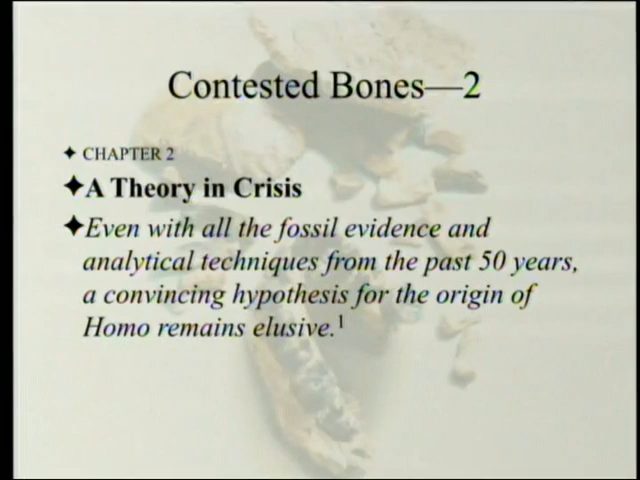 Contested Bones—2
✦ CHAPTER 2
✦A Theory in Crisis
✦Even with all the fossil evidence and
analytical techniques from the past 50 years,
a convincing hypothesis for the origin of
Homo remains elusive.¹